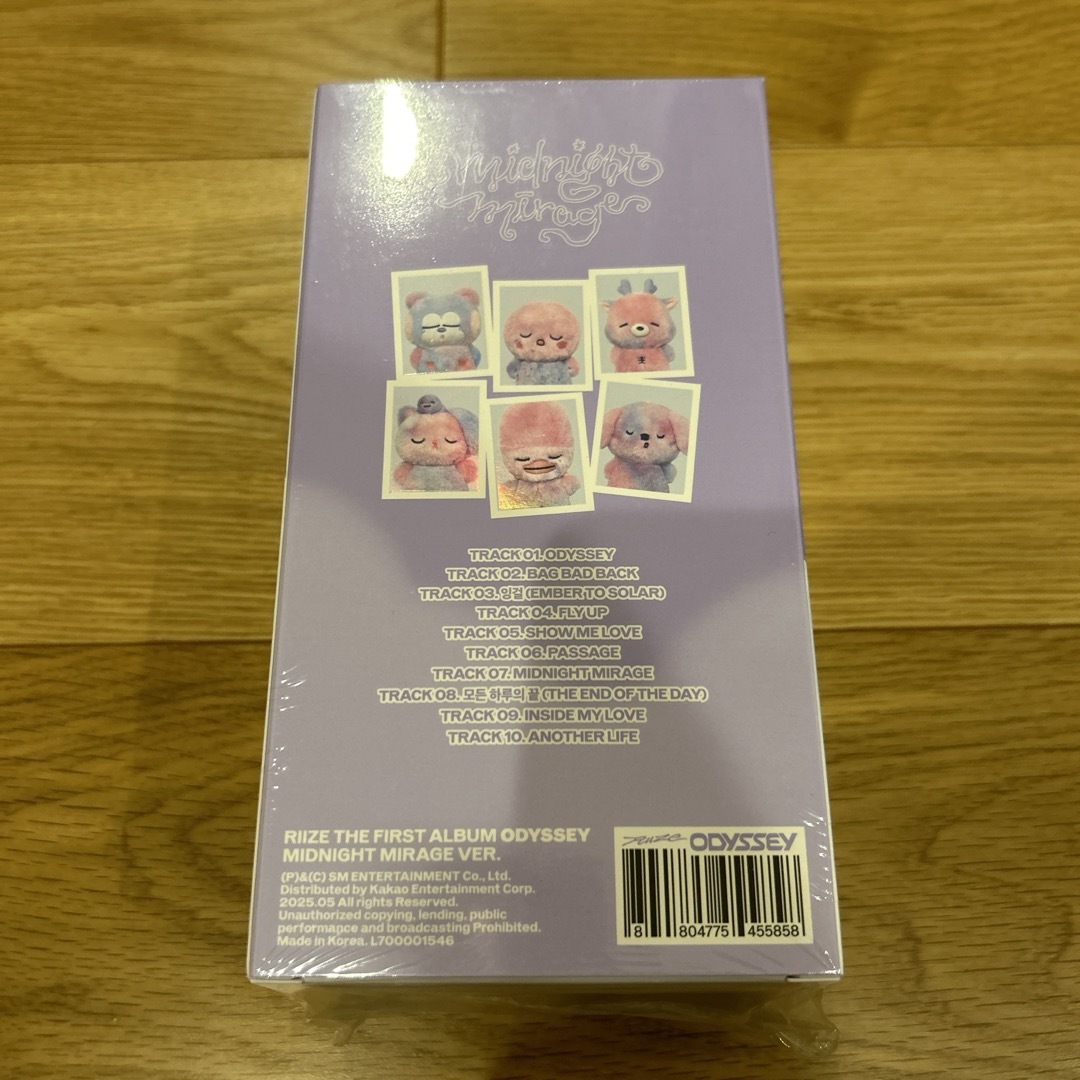 midnight
mirage
TRACK 01. ODYSSEY
TRACK 02. BAG BAD BACK
TRACK 03. 잉걸 (EMBER TO SOLAR)
TRACK 04. FLY UP
TRACK 05. SHOW ME LOVE
TRACK 06. PASSAGE
TRACK 07. MIDNIGHT MIRAGE
TRACK 08. 모든 하루의 끝 (THE END OF THE DAY)
TRACK 09. INSIDE MY LOVE
TRACK 10. ANOTHER LIFE
RIIZE THE FIRST ALBUM ODYSSEY
MIDNIGHT MIRAGE VER.
(P)&(C) SM ENTERTAINMENT Co., Ltd.
Distributed by Kakao Entertainment Corp.
2025.05 All rights Reserved.
Unauthorized copying, lending, public
performance and broadcasting Prohibited.
Made in Korea. L700001546
RIIZE ODYSSEY
8 804775 455858